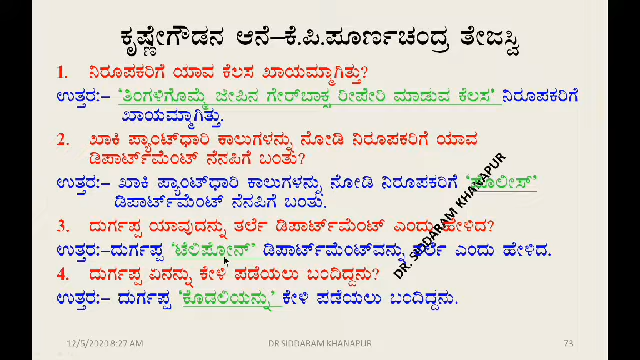 ಕೃಷ್ಣೇಗೌಡನ ಆನೆ–ಕೆ.ಪಿ.ಪೂರ್ಣಚಂದ್ರ ತೇಜಸ್ವಿ
1. ನಿರೂಪಕರಿಗೆ ಯಾವ ಕೆಲಸ ಖಾಯಮ್ಮಾಗಿತ್ತು?
ಉತ್ತರ:– 'ತಿಂಗಳಿಗೊಮ್ಮೆ ಜೀಪಿನ ಗೇರ್‌ಬಾಕ್ಸ ರೀಪೇರಿ ಮಾಡುವ ಕೆಲಸ' ನಿರೂಪಕರಿಗೆ
ಖಾಯಮ್ಮಾಗಿತ್ತು.
2. ಖಾಕಿ ಪ್ಯಾಂಟ್‌ಧಾರಿ ಕಾಲುಗಳನ್ನು ನೋಡಿ ನಿರೂಪಕರಿಗೆ ಯಾವ
ಡಿಪಾರ್ಟ್‌ಮೆಂಟ್ ನೆನಪಿಗೆ ಬಂತು?
ಉತ್ತರ:– ಖಾಕಿ ಪ್ಯಾಂಟ್‌ಧಾರಿ ಕಾಲುಗಳನ್ನು ನೋಡಿ ನಿರೂಪಕರಿಗೆ 'ಪೊಲೀಸ್'
ಡಿಪಾರ್ಟ್‌ಮೆಂಟ್ ನೆನಪಿಗೆ ಬಂತು.
3. ದುರ್ಗಪ್ಪ ಯಾವುದನ್ನು ತರ್ಲೆ ಡಿಪಾರ್ಟ್‌ಮೆಂಟ್ ಎಂದು ಹೇಳಿದ?
ಉತ್ತರ:–ದುರ್ಗಪ್ಪ 'ಟೆಲಿಪೋನ್' ಡಿಪಾರ್ಟ್‌ಮೆಂಟ್‌ವನ್ನು ತರ್ಲೆ ಎಂದು ಹೇಳಿದ.
4. ದುರ್ಗಪ್ಪ ಏನನ್ನು ಕೇಳಿ ಪಡೆಯಲು ಬಂದಿದ್ದನು?
ಉತ್ತರ:– ದುರ್ಗಪ್ಪ 'ಕೊಡಲಿಯನ್ನು' ಕೇಳಿ ಪಡೆಯಲು ಬಂದಿದ್ದನು.
DR. SIDDARAM KHANAPUR
12/5/2020 8:27 AM DR SIDDARAM KHANAPUR 73